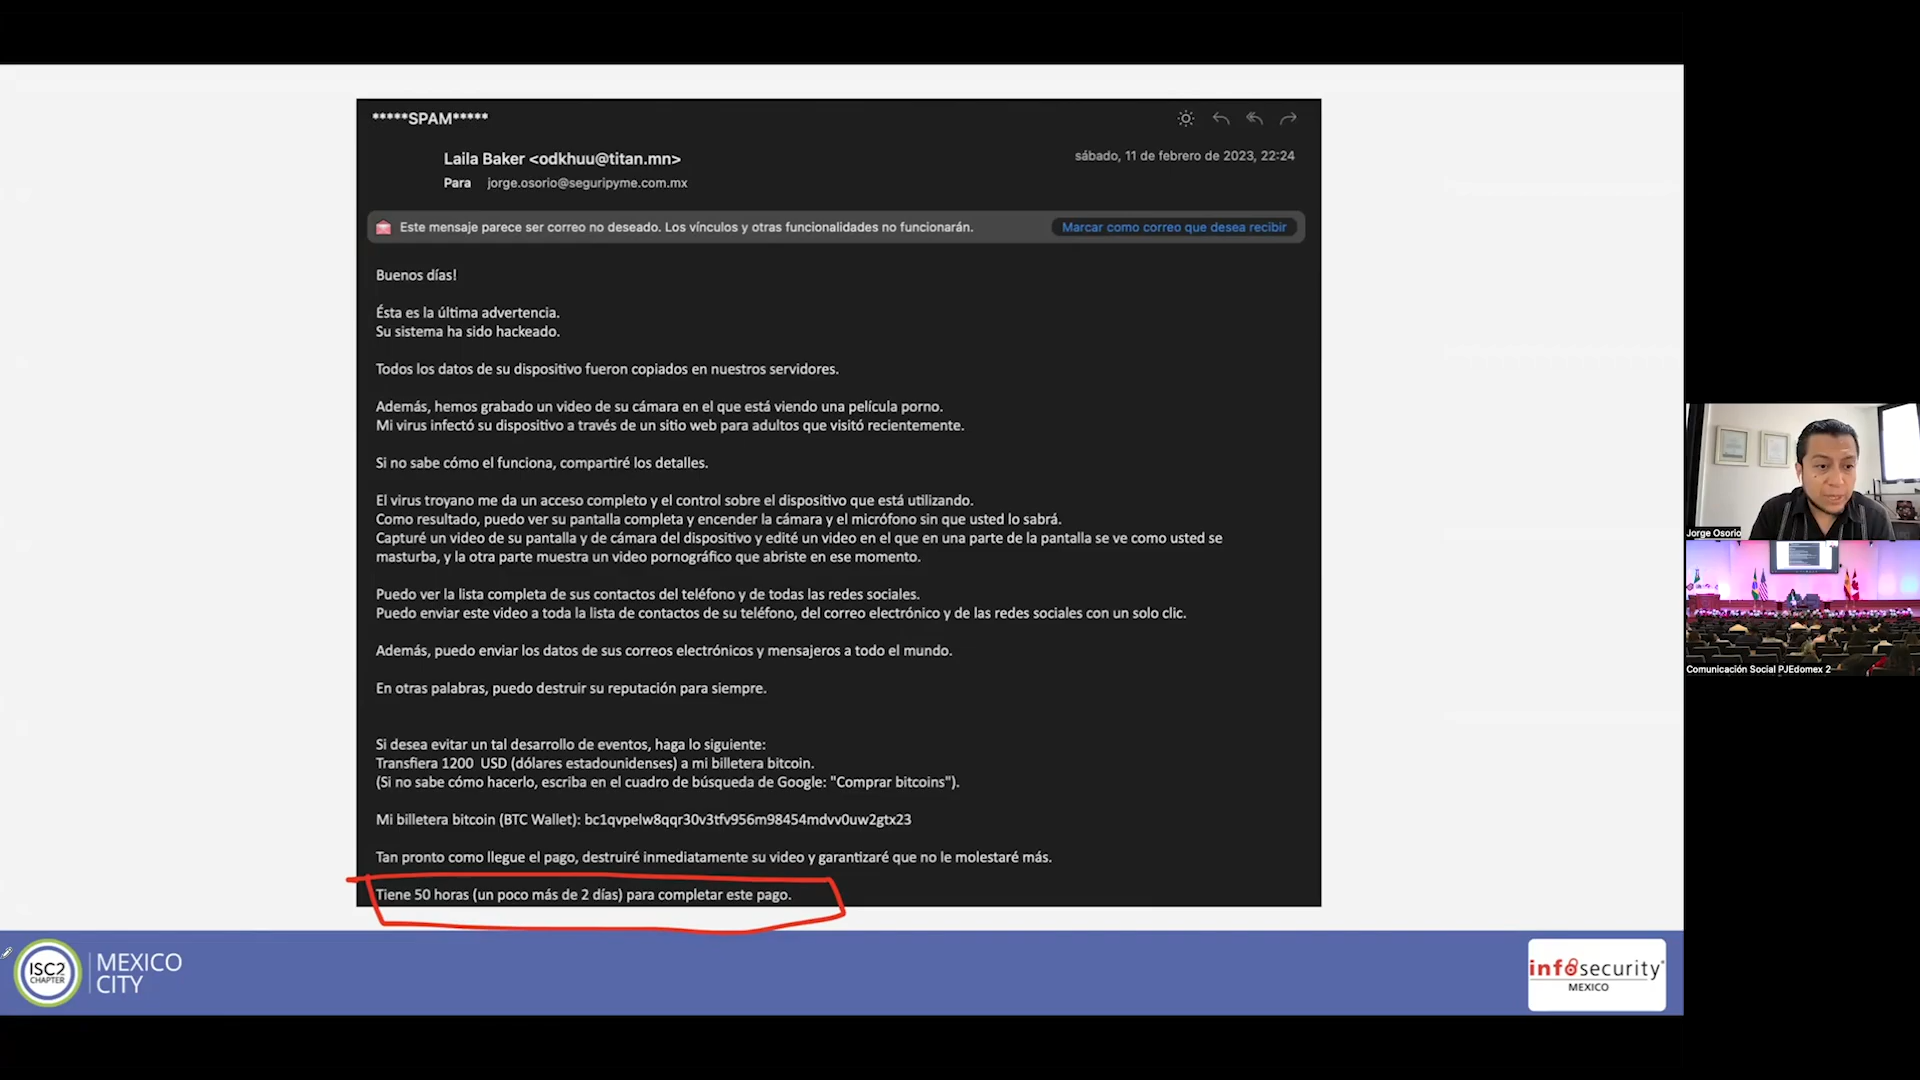 *****SPAM*****
Laila Baker <odkhuu@titan.mn>
sábado, 11 de febrero de 2023, 22:24
Para jorge.osorio@seguripyme.com.mx
Este mensaje parece ser correo no deseado. Los vínculos y otras funcionalidades no funcionarán.
Marcar como correo que desea recibir
Buenos días!
Ésta es la última advertencia.
Su sistema ha sido hackeado.
Todos los datos de su dispositivo fueron copiados en nuestros servidores.
Además, hemos grabado un video de su cámara en el que está viendo una película porno.
Mi virus infectó su dispositivo a través de un sitio web para adultos que visitó recientemente.
Si no sabe cómo el funciona, compartiré los detalles.
El virus troyano me da un acceso completo y el control sobre el dispositivo que está utilizando.
Como resultado, puedo ver su pantalla completa y encender la cámara y el micrófono sin que usted lo sabrá.
Capturé un video de su pantalla y de cámara del dispositivo y edité un video en el que en una parte de la pantalla se ve como usted se
masturba, y la otra parte muestra un video pornográfico que abriste en ese momento.
Puedo ver la lista completa de sus contactos del teléfono y de todas las redes sociales.
Puedo enviar este video a toda la lista de contactos de su teléfono, del correo electrónico y de las redes sociales con un solo clic.
Además, puedo enviar los datos de sus correos electrónicos y mensajeros a todo el mundo.
En otras palabras, puedo destruir su reputación para siempre.
Si desea evitar un tal desarrollo de eventos, haga lo siguiente:
Transfiera 1200 USD (dólares estadounidenses) a mi billetera bitcoin.
(Si no sabe cómo hacerlo, escriba en el cuadro de búsqueda de Google: "Comprar bitcoins").
Mi billetera bitcoin (BTC Wallet): bc1qvpelw8qqr30v3tfv956m98454mdvv0uw2gtx23
Tan pronto como llegue el pago, destruiré inmediatamente su video y garantizaré que no le molestaré más.
Tiene 50 horas (un poco más de 2 días) para completar este pago.
Jorge Osorio
Comunicación Social PJEdomex 2
ISC2
CHAPTER
MEXICO
CITY
infosecurity
MEXICO